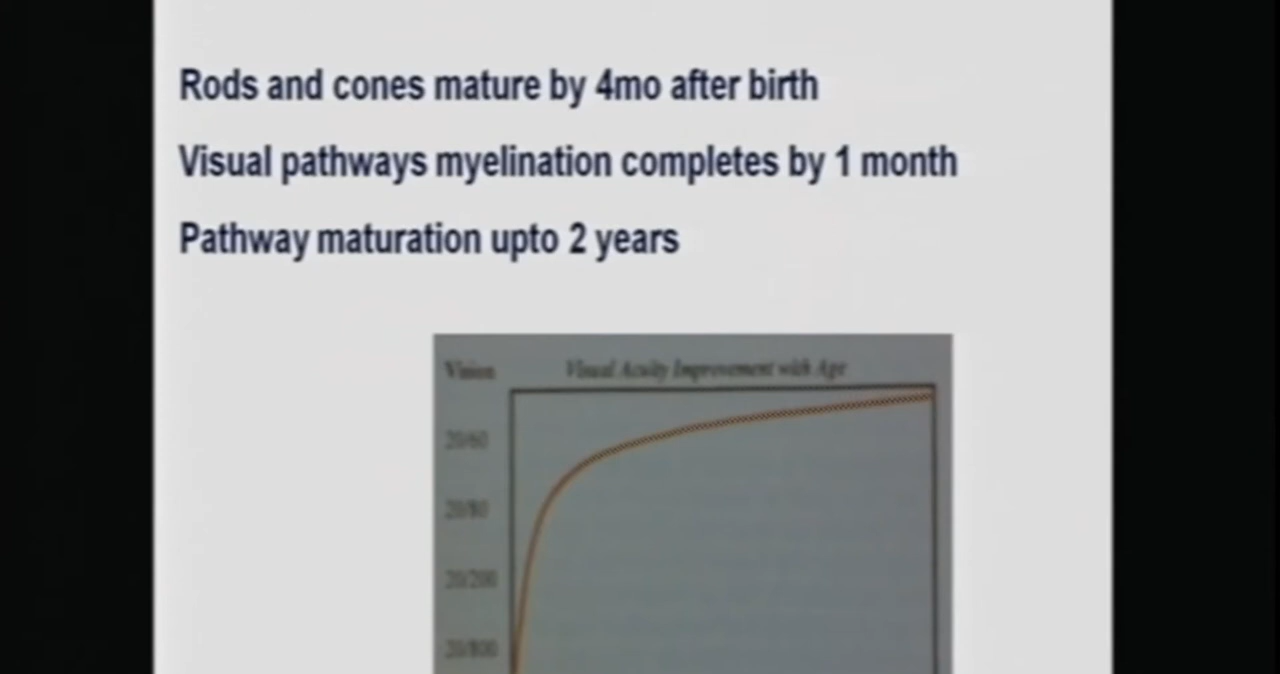 Rods and cones mature by 4mo after birth
Visual pathways myelination completes by 1 month
Pathway maturation upto 2 years
Vision
Visual Acuity Improvement with Age
20/60
20/80
20/200
20/800